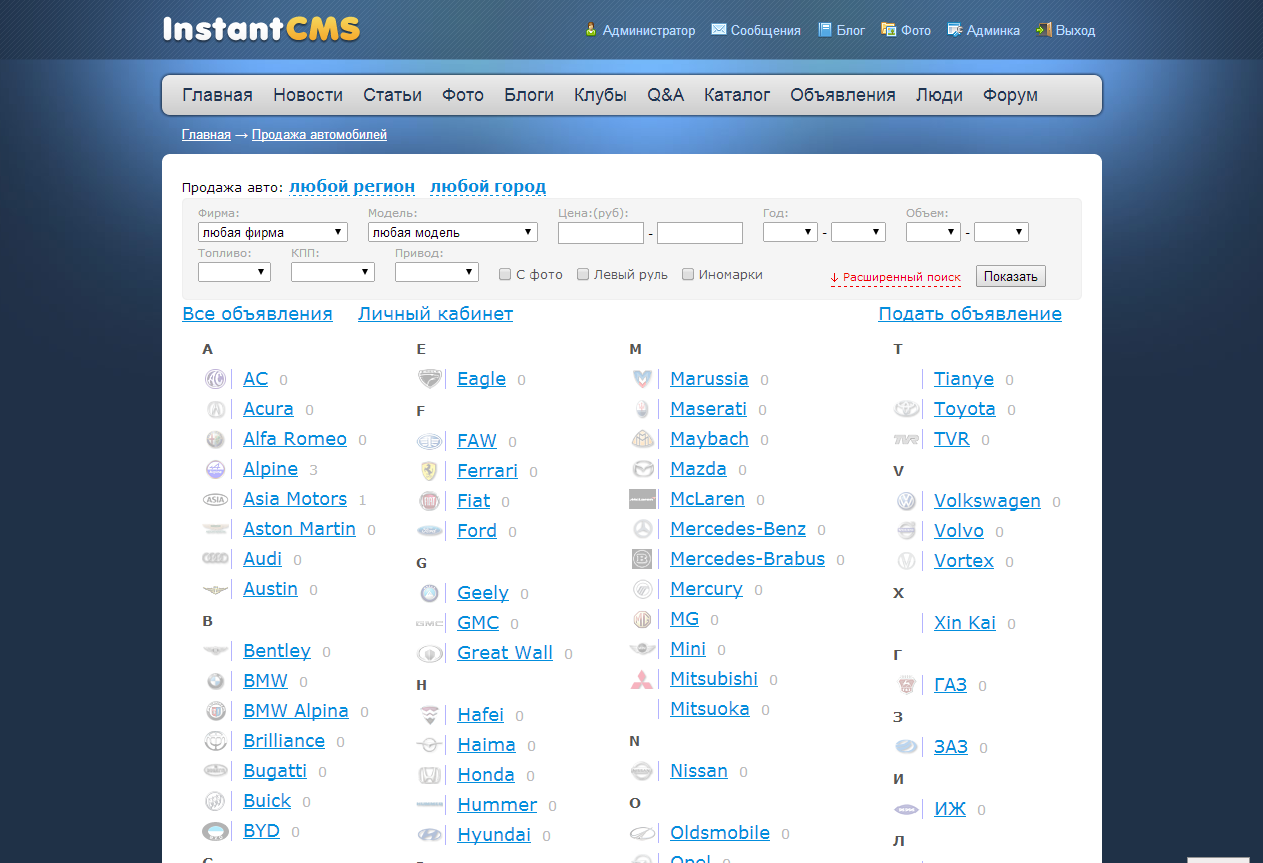 InstantCMS
Администратор Сообщения Блог Фото Админка Выход
Главная Новости Статьи Фото Блоги Клубы Q&A Каталог Объявления Люди Форум
Главная → Продажа автомобилей
Продажа авто: любой регион любой город
Фирма: Модель: Цена:(руб): Год: Объем:
любая фирма любая модель - - -
Топливо: КПП: Привод:
С фото Левый руль Иномарки ↓ Расширенный поиск Показать
Все объявления Личный кабинет Подать объявление
A
AC 0
Acura 0
Alfa Romeo 0
Alpine 3
Asia Motors 1
Aston Martin 0
Audi 0
Austin 0
B
Bentley 0
BMW 0
BMW Alpina 0
Brilliance 0
Bugatti 0
Buick 0
BYD 0
E
Eagle 0
F
FAW 0
Ferrari 0
Fiat 0
Ford 0
G
Geely 0
GMC 0
Great Wall 0
H
Hafei 0
Haima 0
Honda 0
Hummer 0
Hyundai 0
M
Marussia 0
Maserati 0
Maybach 0
Mazda 0
McLaren 0
Mercedes-Benz 0
Mercedes-Brabus 0
Mercury 0
MG 0
Mini 0
Mitsubishi 0
Mitsuoka 0
N
Nissan 0
O
Oldsmobile 0
Opel 0
T
Tianye 0
Toyota 0
TVR 0
V
Volkswagen 0
Volvo 0
Vortex 0
X
Xin Kai 0
Г
ГАЗ 0
З
ЗАЗ 0
И
ИЖ 0
Л